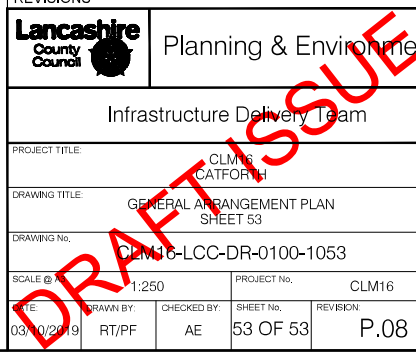 REVISIONS
Lancashire
County
Council
Planning & Environme
Infrastructure Delivery Team
PROJECT TITLE:
CLM16
CATFORTH
DRAWING TITLE:
GENERAL ARRANGEMENT PLAN
SHEET 53
DRAWING No.
CLM16-LCC-DR-0100-1053
SCALE @ A3
1:250
PROJECT No.
CLM16
DATE:
03/10/2019
DRAWN BY:
RT/PF
CHECKED BY:
AE
SHEET No.
53 OF 53
REVISION:
P.08
DRAFT ISSUE